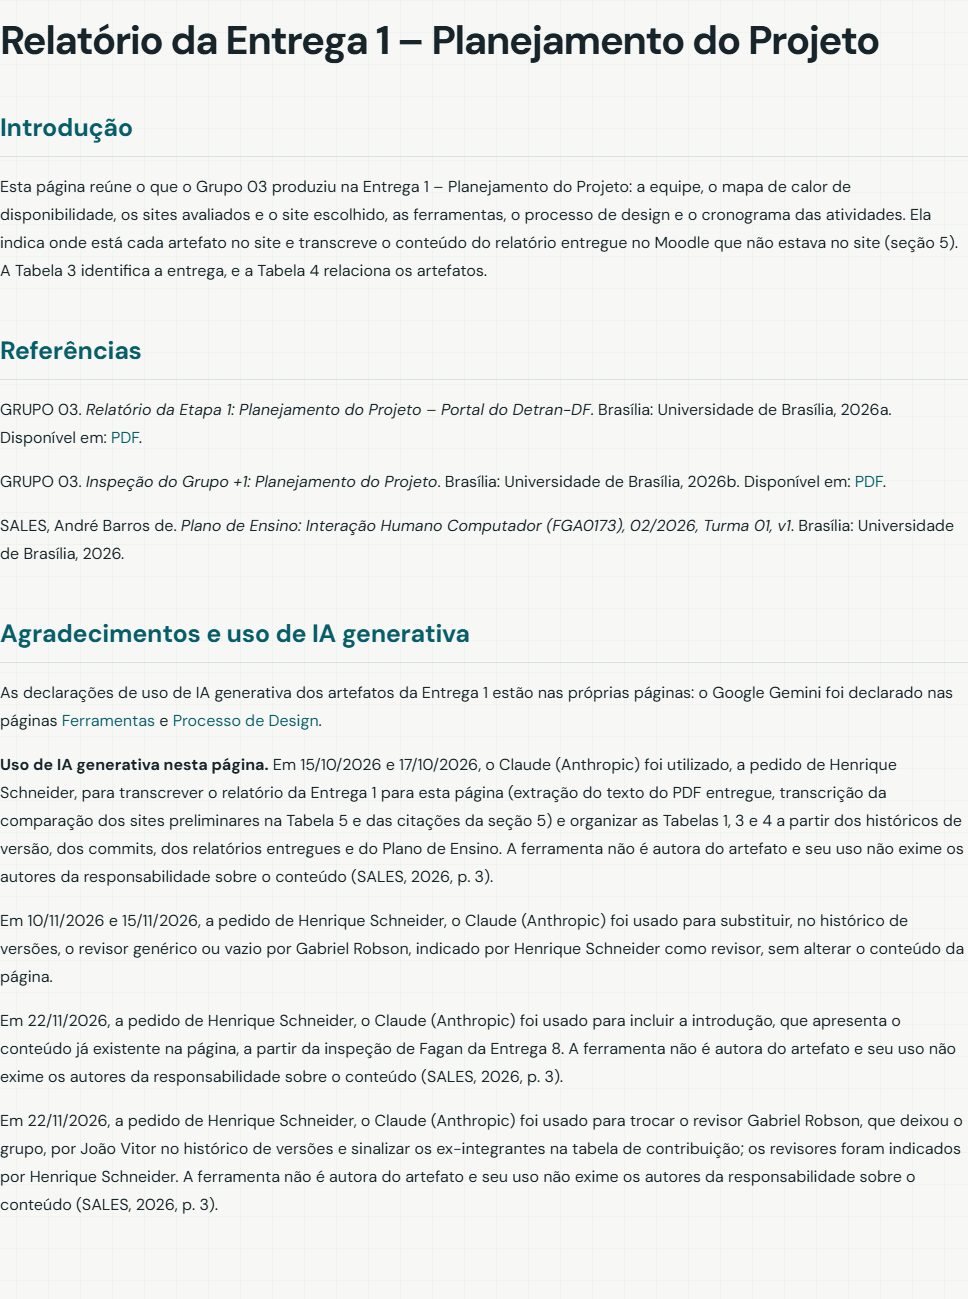 Relatório da Entrega 1 – Planejamento do Projeto
Introdução
Esta página reúne o que o Grupo 03 produziu na Entrega 1 – Planejamento do Projeto: a equipe, o mapa de calor de
disponibilidade, os sites avaliados e o site escolhido, as ferramentas, o processo de design e o cronograma das atividades. Ela
indica onde está cada artefato no site e transcreve o conteúdo do relatório entregue no Moodle que não estava no site (seção 5).
A Tabela 3 identifica a entrega, e a Tabela 4 relaciona os artefatos.
Referências
GRUPO 03. Relatório da Etapa 1: Planejamento do Projeto – Portal do Detran-DF. Brasília: Universidade de Brasília, 2026a.
Disponível em: PDF.
GRUPO 03. Inspeção do Grupo +1: Planejamento do Projeto. Brasília: Universidade de Brasília, 2026b. Disponível em: PDF.
SALES, André Barros de. Plano de Ensino: Interação Humano Computador (FGA0173), 02/2026, Turma 01, v1. Brasília: Universidade
de Brasília, 2026.
Agradecimentos e uso de IA generativa
As declarações de uso de IA generativa dos artefatos da Entrega 1 estão nas próprias páginas: o Google Gemini foi declarado nas
páginas Ferramentas e Processo de Design.
Uso de IA generativa nesta página. Em 15/10/2026 e 17/10/2026, o Claude (Anthropic) foi utilizado, a pedido de Henrique
Schneider, para transcrever o relatório da Entrega 1 para esta página (extração do texto do PDF entregue, transcrição da
comparação dos sites preliminares na Tabela 5 e das citações da seção 5) e organizar as Tabelas 1, 3 e 4 a partir dos históricos de
versão, dos commits, dos relatórios entregues e do Plano de Ensino. A ferramenta não é autora do artefato e seu uso não exime os
autores da responsabilidade sobre o conteúdo (SALES, 2026, p. 3).
Em 10/11/2026 e 15/11/2026, a pedido de Henrique Schneider, o Claude (Anthropic) foi usado para substituir, no histórico de
versões, o revisor genérico ou vazio por Gabriel Robson, indicado por Henrique Schneider como revisor, sem alterar o conteúdo da
página.
Em 22/11/2026, a pedido de Henrique Schneider, o Claude (Anthropic) foi usado para incluir a introdução, que apresenta o
conteúdo já existente na página, a partir da inspeção de Fagan da Entrega 8. A ferramenta não é autora do artefato e seu uso não
exime os autores da responsabilidade sobre o conteúdo (SALES, 2026, p. 3).
Em 22/11/2026, a pedido de Henrique Schneider, o Claude (Anthropic) foi usado para trocar o revisor Gabriel Robson, que deixou o
grupo, por João Vitor no histórico de versões e sinalizar os ex-integrantes na tabela de contribuição; os revisores foram indicados
por Henrique Schneider. A ferramenta não é autora do artefato e seu uso não exime os autores da responsabilidade sobre o
conteúdo (SALES, 2026, p. 3).